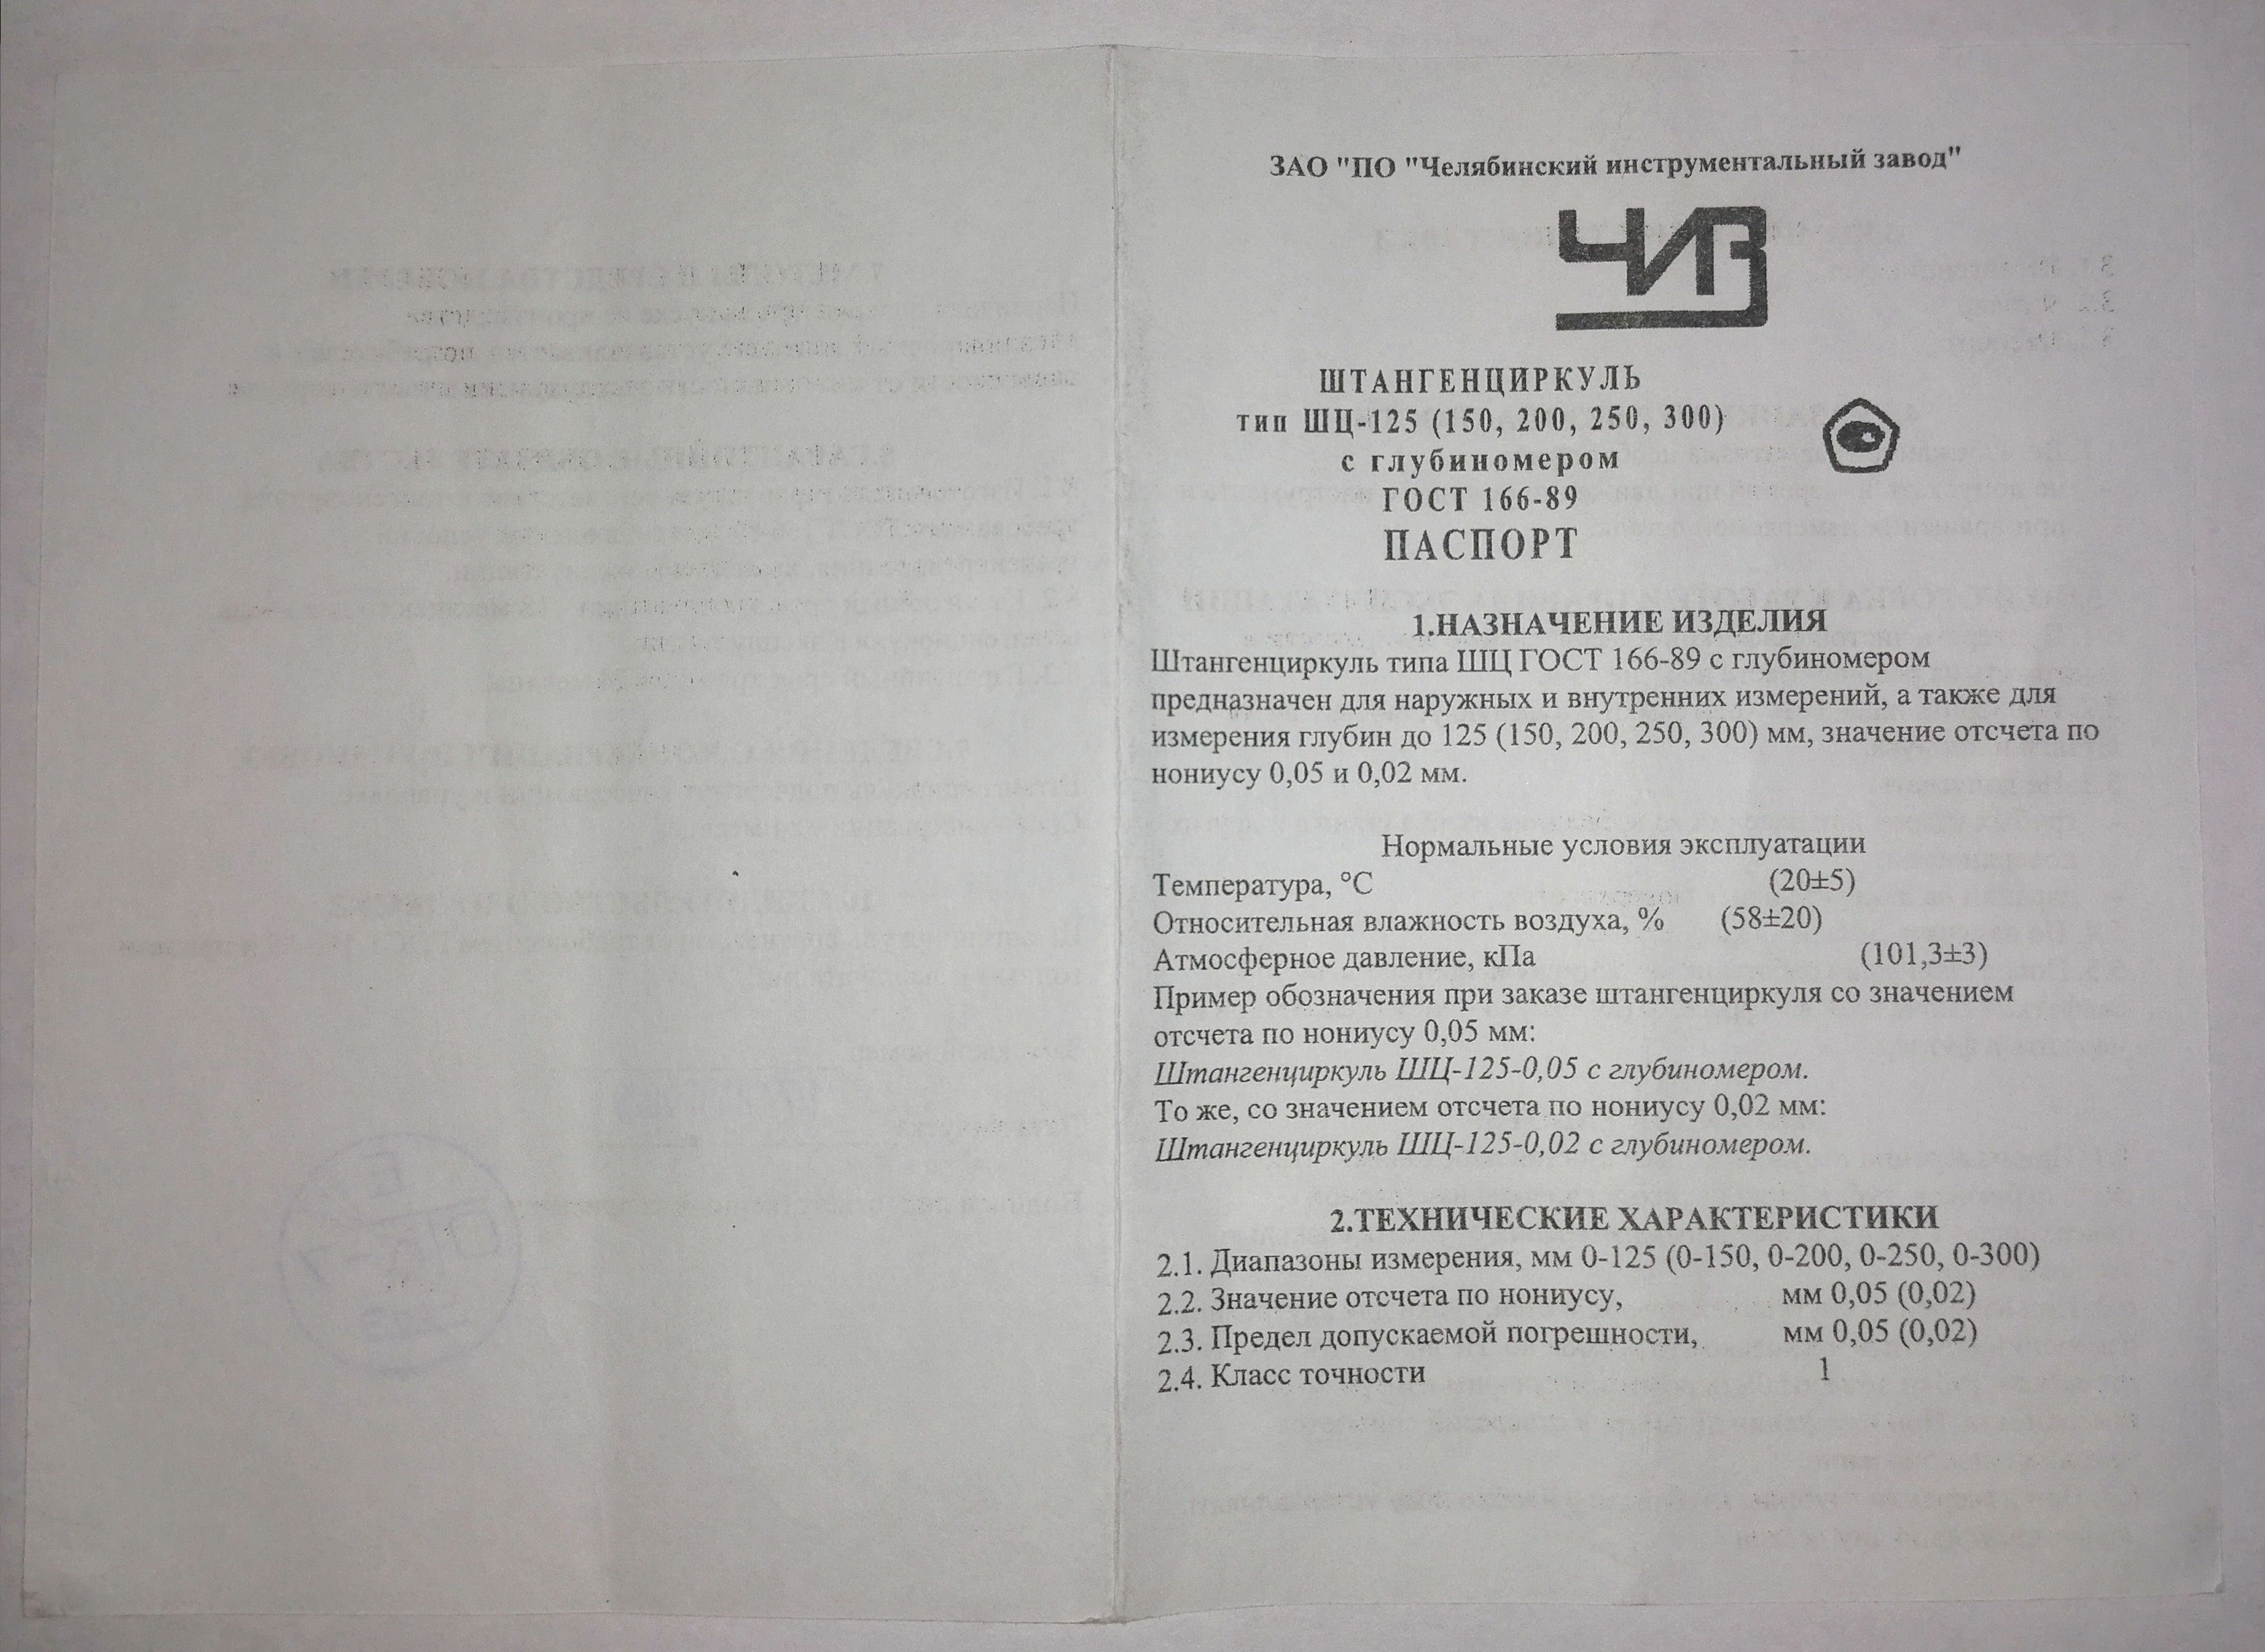 ЗАО "ПО "Челябинский инструментальный завод"
ЧИЗ
ШТАНГЕНЦИРКУЛЬ
тип ШЦ-125 (150, 200, 250, 300)
с глубиномером
ГОСТ 166-89
ПАСПОРТ
1.НАЗНАЧЕНИЕ ИЗДЕЛИЯ
Штангенциркуль типа ШЦ ГОСТ 166-89 с глубиномером
предназначен для наружных и внутренних измерений, а также для
измерения глубин до 125 (150, 200, 250, 300) мм, значение отсчета по
нониусу 0,05 и 0,02 мм.
Нормальные условия эксплуатации
Температура, °С (20±5)
Относительная влажность воздуха, % (58±20)
Атмосферное давление, кПа (101,3±3)
Пример обозначения при заказе штангенциркуля со значением
отсчета по нониусу 0,05 мм:
Штангенциркуль ШЦ-125-0,05 с глубиномером.
То же, со значением отсчета по нониусу 0,02 мм:
Штангенциркуль ШЦ-125-0,02 с глубиномером.
2.ТЕХНИЧЕСКИЕ ХАРАКТЕРИСТИКИ
2.1. Диапазоны измерения, мм 0-125 (0-150, 0-200, 0-250, 0-300)
2.2. Значение отсчета по нониусу, мм 0,05 (0,02)
2.3. Предел допускаемой погрешности, мм 0,05 (0,02)
2.4. Класс точности 1